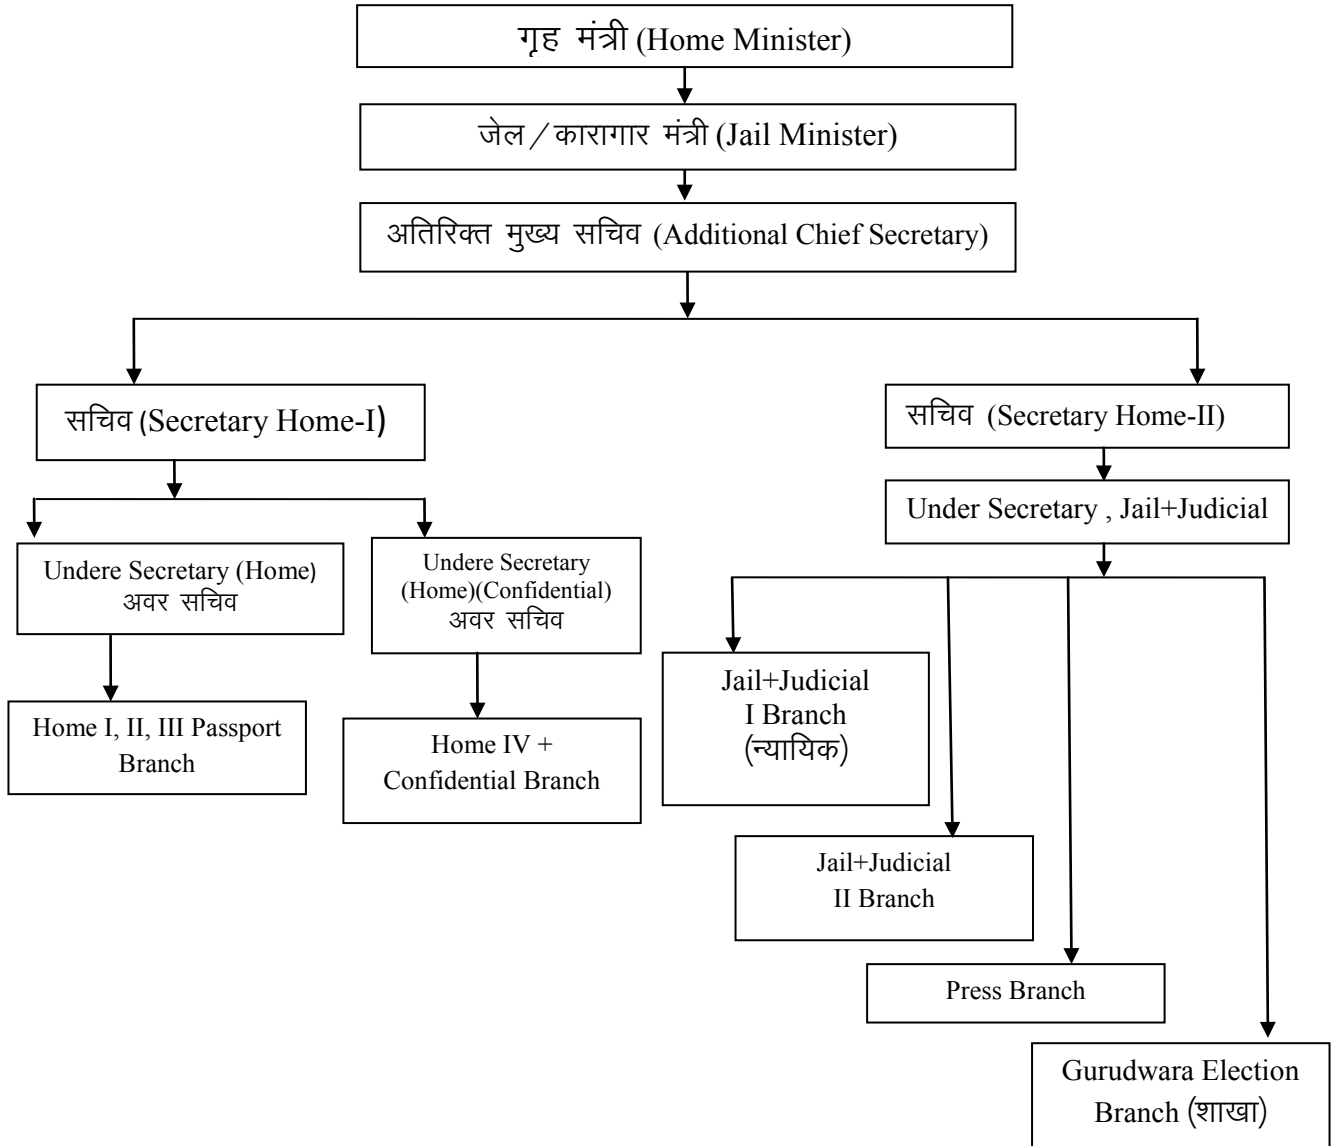 गृह मंत्री (Home Minister)
जेल / कारागार मंत्री (Jail Minister)
अतिरिक्त मुख्य सचिव (Additional Chief Secretary)
सचिव (Secretary Home-I)
सचिव (Secretary Home-II)
Under Secretary , Jail+Judicial
Undere Secretary (Home)
अवर सचिव
Undere Secretary
(Home)(Confidential)
अवर सचिव
Home I, II, III Passport
Branch
Home IV +
Confidential Branch
Jail+Judicial
I Branch
(न्यायिक)
Jail+Judicial
II Branch
Press Branch
Gurudwara Election
Branch (शाखा)